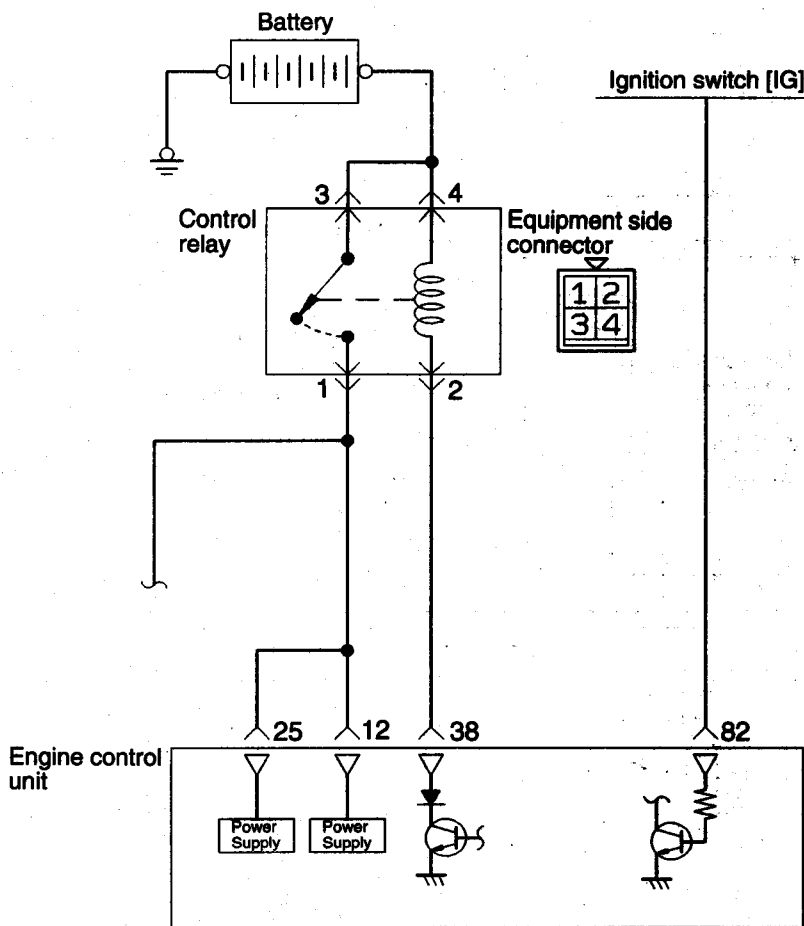 Battery
Ignition switch [IG]
3
4
Control
relay
Equipment side
connector
1 2
3 4
1
2
25
12
38
82
Engine control
unit
Power
Supply
Power
Supply